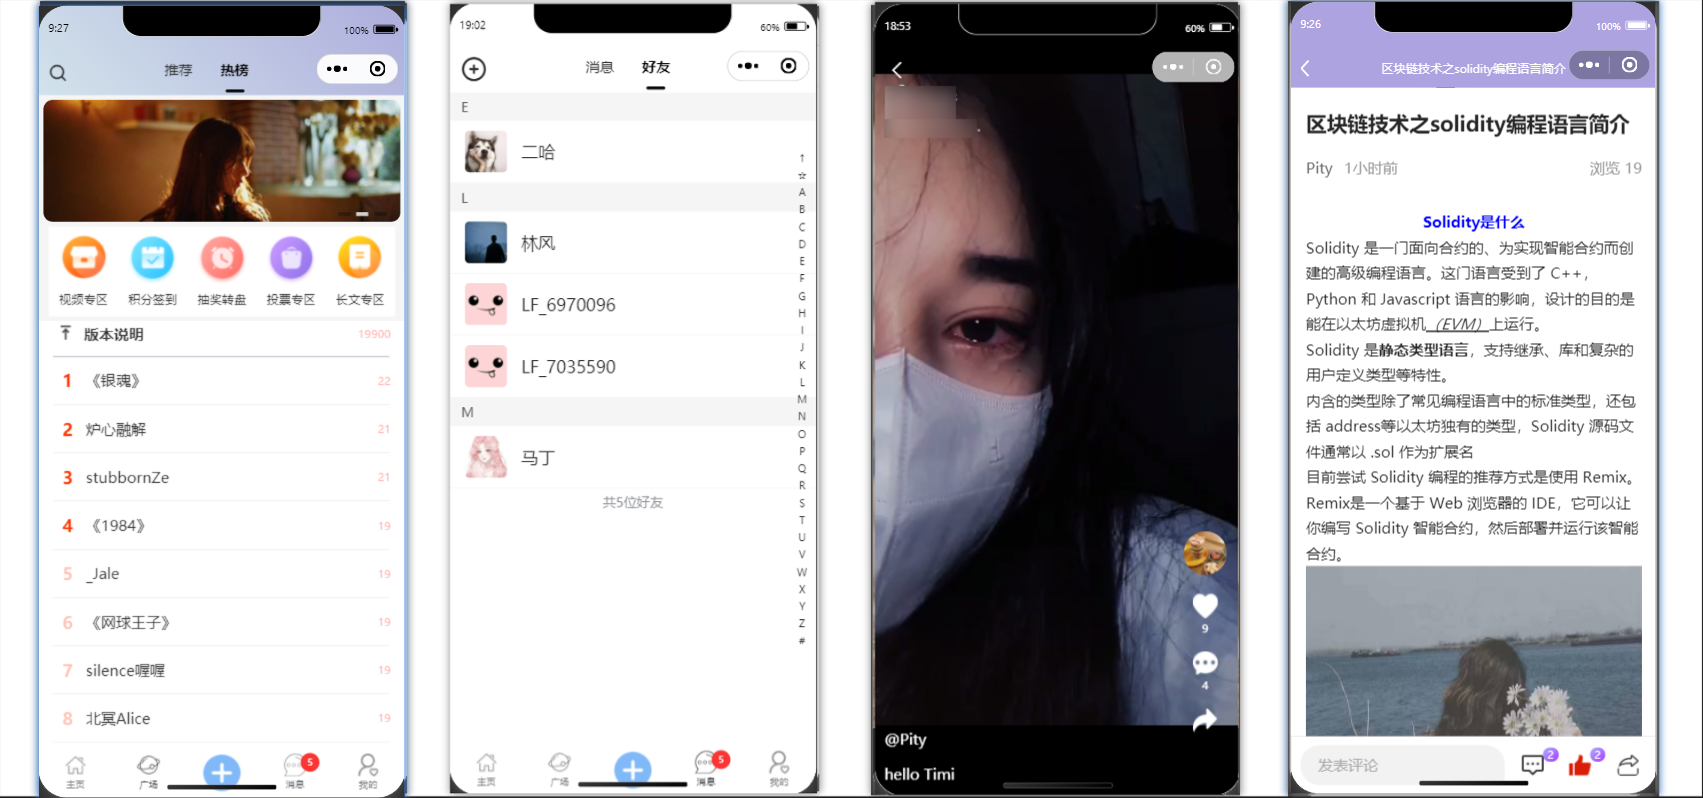 9:27
100%
推荐
热榜
视频专区
积分签到
抽奖转盘
投票专区
长文专区
版本说明
19900
1
《银魂》
22
2
炉心融解
21
3
stubbornZe
21
4
《1984》
19
5
_Jale
19
6
《网球王子》
19
7
silence喔喔
19
8
北冥Alice
19
主页
广场
消息
5
我的
19:02
60%
消息
好友
E
二哈
L
林风
LF_6970096
LF_7035590
M
马丁
共5位好友
↑
☆
A
B
C
D
E
F
G
H
I
J
K
L
M
N
O
P
Q
R
S
T
U
V
W
X
Y
Z
#
主页
广场
消息
5
我的
18:53
60%
9
4
@Pity
hello Timi
9:26
100%
区块链技术之solidity编程语言简介
区块链技术之solidity编程语言简介
Pity 1小时前
浏览 19
Solidity是什么
Solidity 是一门面向合约的、为实现智能合约而创
建的高级编程语言。这门语言受到了 C++，
Python 和 Javascript 语言的影响，设计的目的是
能在以太坊虚拟机（EVM）上运行。
Solidity 是静态类型语言，支持继承、库和复杂的
用户定义类型等特性。
内含的类型除了常见编程语言中的标准类型，还包
括 address等以太坊独有的类型，Solidity 源码文
件通常以 .sol 作为扩展名
目前尝试 Solidity 编程的推荐方式是使用 Remix。
Remix是一个基于 Web 浏览器的 IDE，它可以让
你编写 Solidity 智能合约，然后部署并运行该智能
合约。
发表评论
2
2